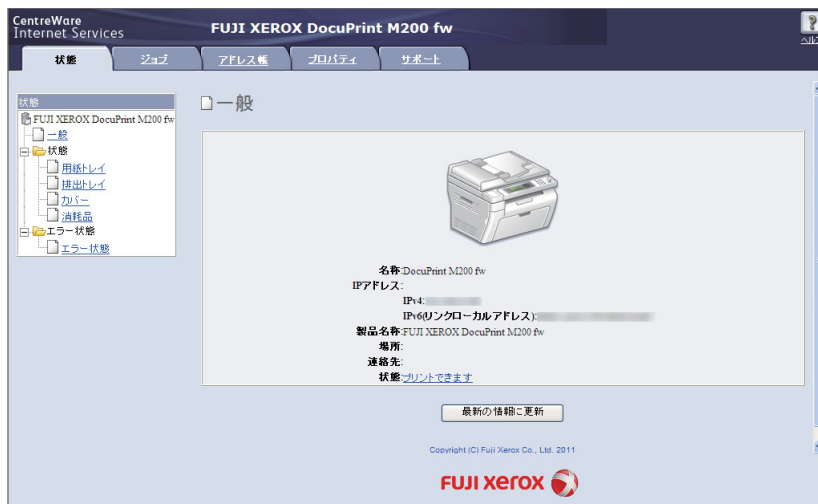 CentreWare
Internet Services
FUJI XEROX DocuPrint M200 fw
?
ヘルプ
状態
ジョブ
アドレス帳
プロパティ
サポート
状態
FUJI XEROX DocuPrint M200 fw
一般
状態
用紙トレイ
排出トレイ
カバー
消耗品
エラー状態
エラー状態
一般
名称:DocuPrint M200 fw
IPアドレス:
IPv4:
IPv6(リンクローカルアドレス):
製品名称:FUJI XEROX DocuPrint M200 fw
場所:
連絡先:
状態:プリントできます
最新の情報に更新
Copyright (C) Fuji Xerox Co., Ltd. 2011
FUJI xerox